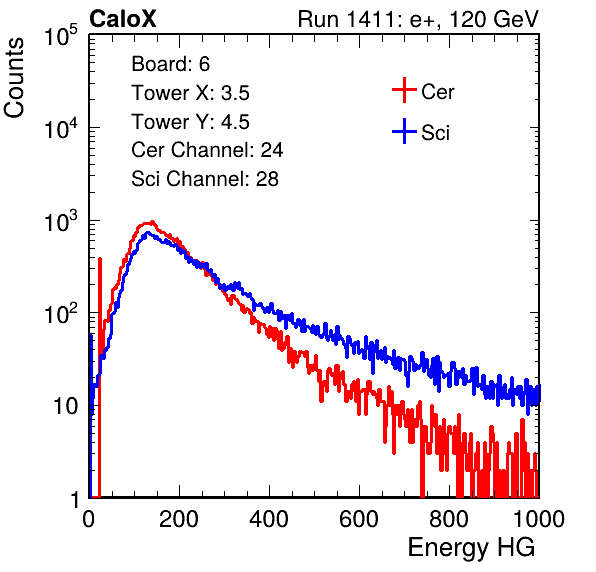 CaloX Run 1411: e+, 120 GeV
Counts
10^5
10^4
10^3
10^2
10
1
Board: 6
Tower X: 3.5
Tower Y: 4.5
Cer Channel: 24
Sci Channel: 28
Cer
Sci
0 200 400 600 800 1000
Energy HG